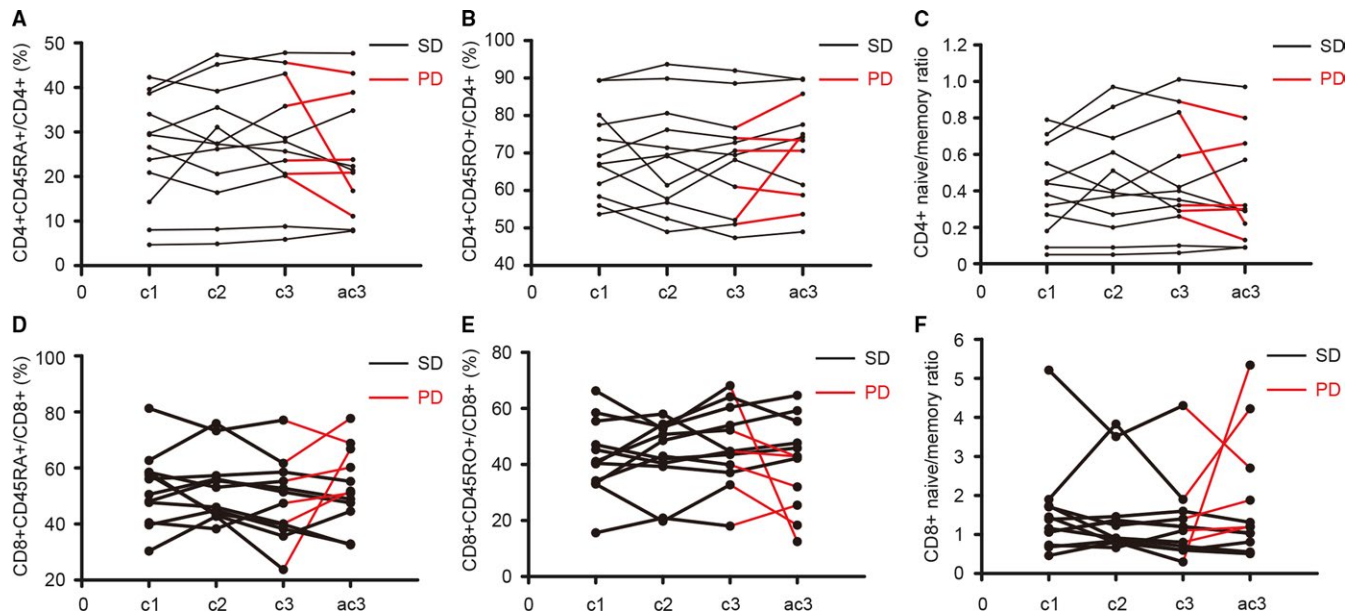 A
CD4+CD45RA+/CD4+ (%)
50
40
30
20
10
0
0 c1 c2 c3 ac3
SD
PD
B
CD4+CD45RO+/CD4+ (%)
100
90
80
70
60
50
40
0 c1 c2 c3 ac3
SD
PD
C
CD4+ naive/memory ratio
1.2
1.0
0.8
0.6
0.4
0.2
0
0 c1 c2 c3 ac3
SD
PD
D
CD8+CD45RA+/CD8+ (%)
100
80
60
40
20
0 c1 c2 c3 ac3
SD
PD
E
CD8+CD45RO+/CD8+ (%)
80
60
40
20
0
0 c1 c2 c3 ac3
SD
PD
F
CD8+ naive/memory ratio
6
5
4
3
2
1
0
0 c1 c2 c3 ac3
SD
PD